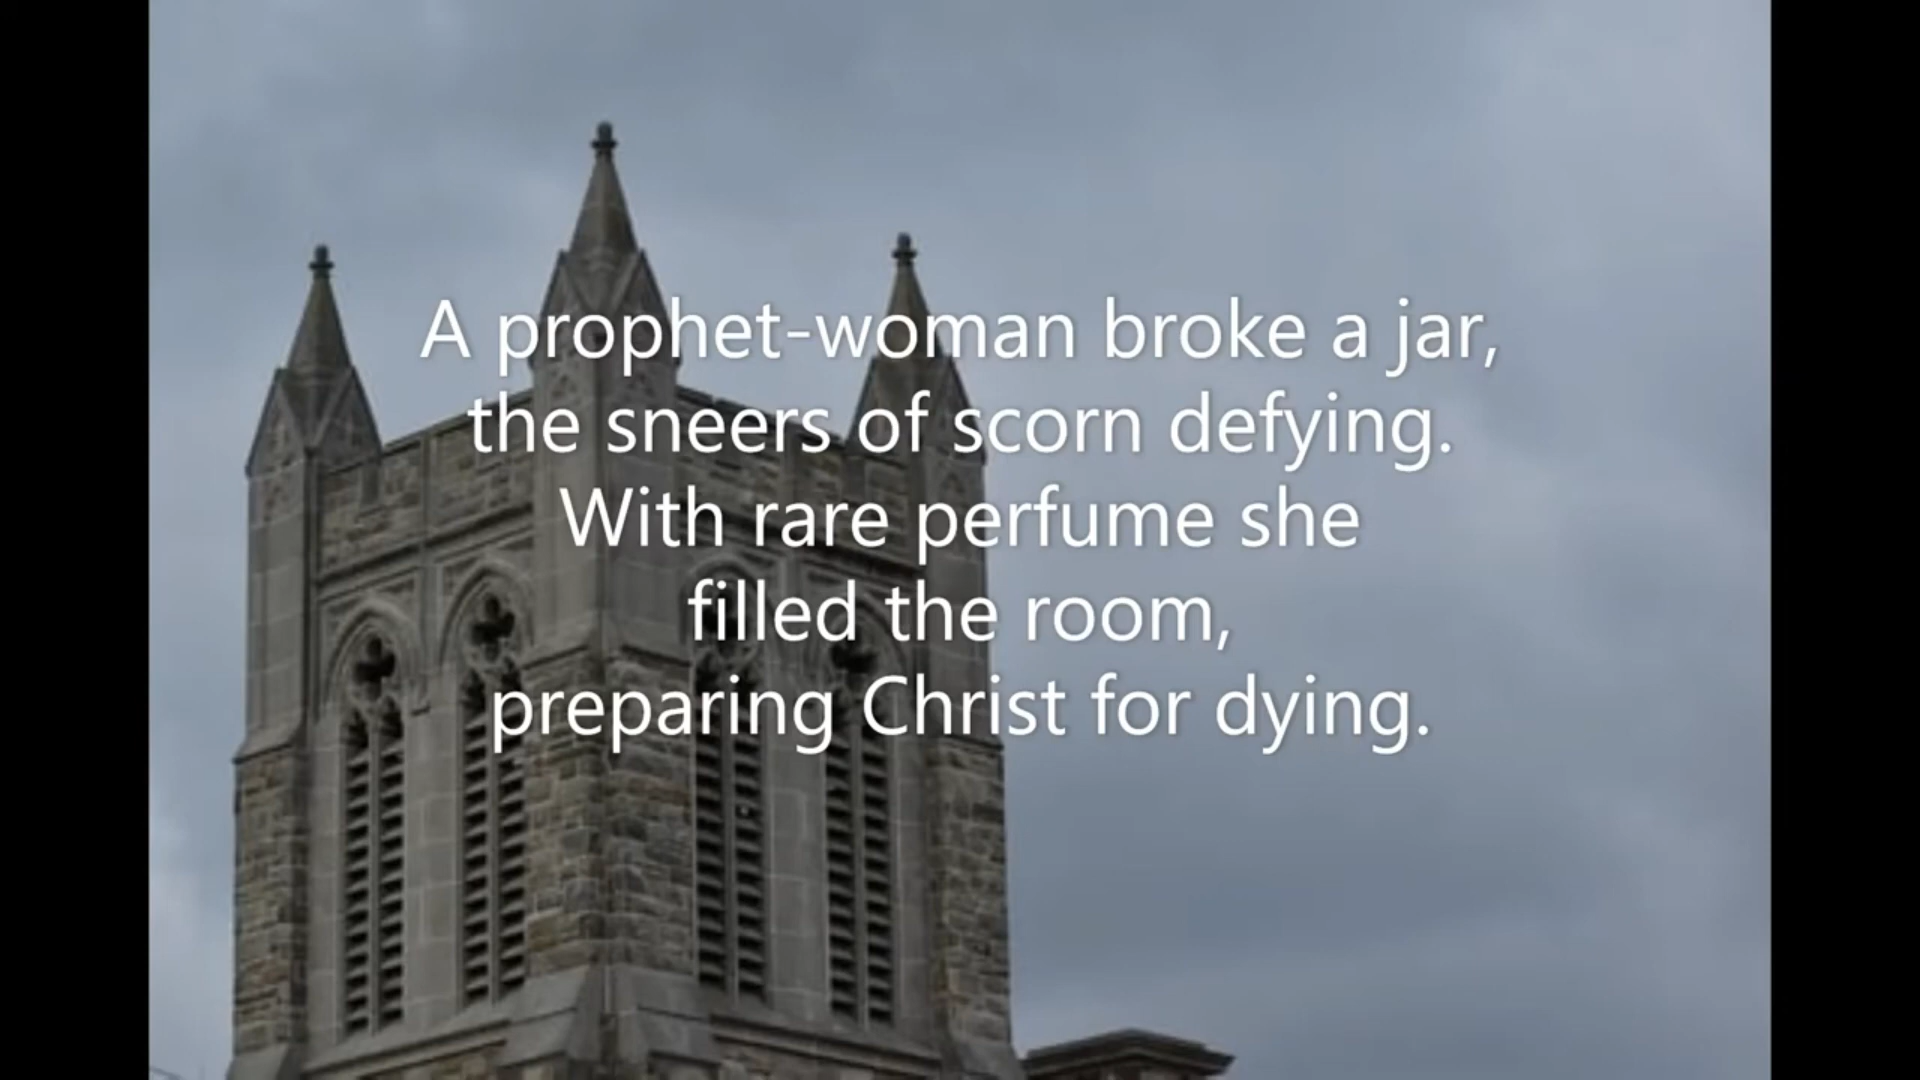 A prophet-woman broke a jar,
the sneers of scorn defying.
With rare perfume she
filled the room,
preparing Christ for dying.